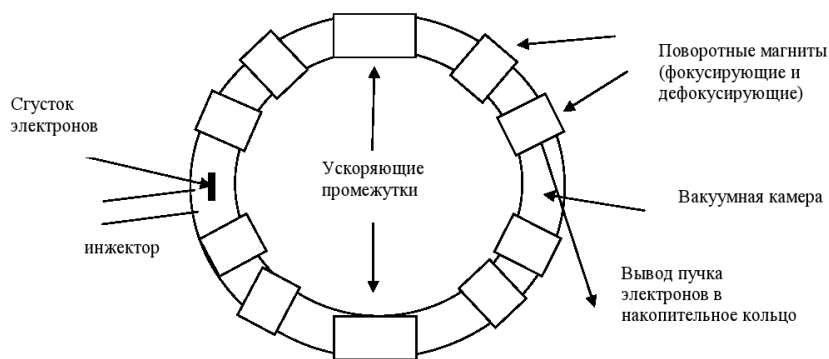 Поворотные магниты
(фокусирующие и
дефокусирующие)
Сгусток
электронов
Ускоряющие
промежутки
Вакуумная камера
инжектор
Вывод пучка
электронов в
накопительное кольцо